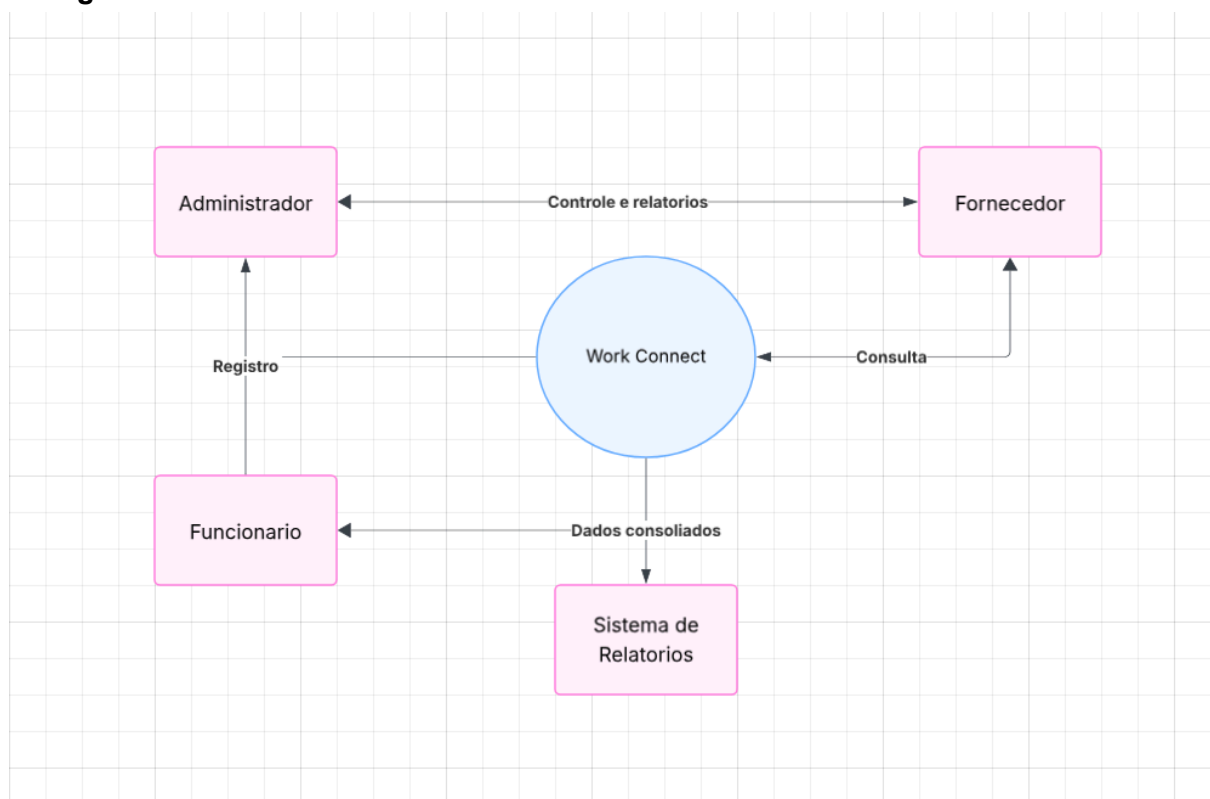 Administrador
Controle e relatorios
Fornecedor
Work Connect
Consulta
Registro
Funcionario
Dados consoliados
Sistema de
Relatorios